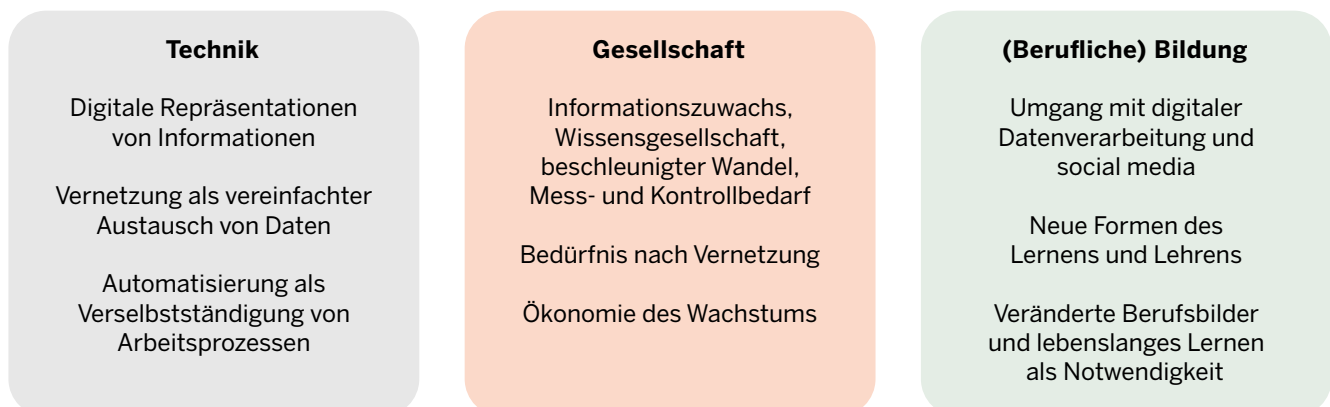 Technik
Digitale Repräsentationen
von Informationen
Vernetzung als vereinfachter
Austausch von Daten
Automatisierung als
Verselbstständigung von
Arbeitsprozessen
Gesellschaft
Informationszuwachs,
Wissensgesellschaft,
beschleunigter Wandel,
Mess- und Kontrollbedarf
Bedürfnis nach Vernetzung
Ökonomie des Wachstums
(Berufliche) Bildung
Umgang mit digitaler
Datenverarbeitung und
social media
Neue Formen des
Lernens und Lehrens
Veränderte Berufsbilder
und lebenslanges Lernen
als Notwendigkeit